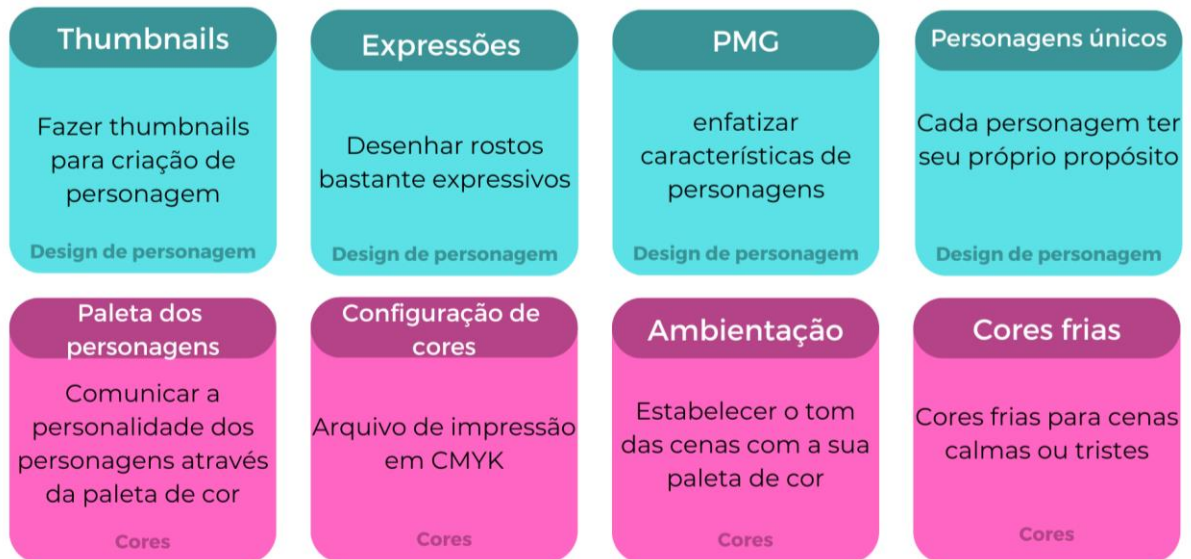 Thumbnails
Fazer thumbnails
para criação de
personagem
Design de personagem
Expressões
Desenhar rostos
bastante expressivos
Design de personagem
PMG
enfatizar
características de
personagens
Design de personagem
Personagens únicos
Cada personagem ter
seu próprio propósito
Design de personagem
Paleta dos
personagens
Comunicar a
personalidade dos
personagens através
da paleta de cor
Cores
Configuração de
cores
Arquivo de impressão
em CMYK
Cores
Ambientação
Estabelecer o tom
das cenas com a sua
paleta de cor
Cores
Cores frias
Cores frias para cenas
calmas ou tristes
Cores